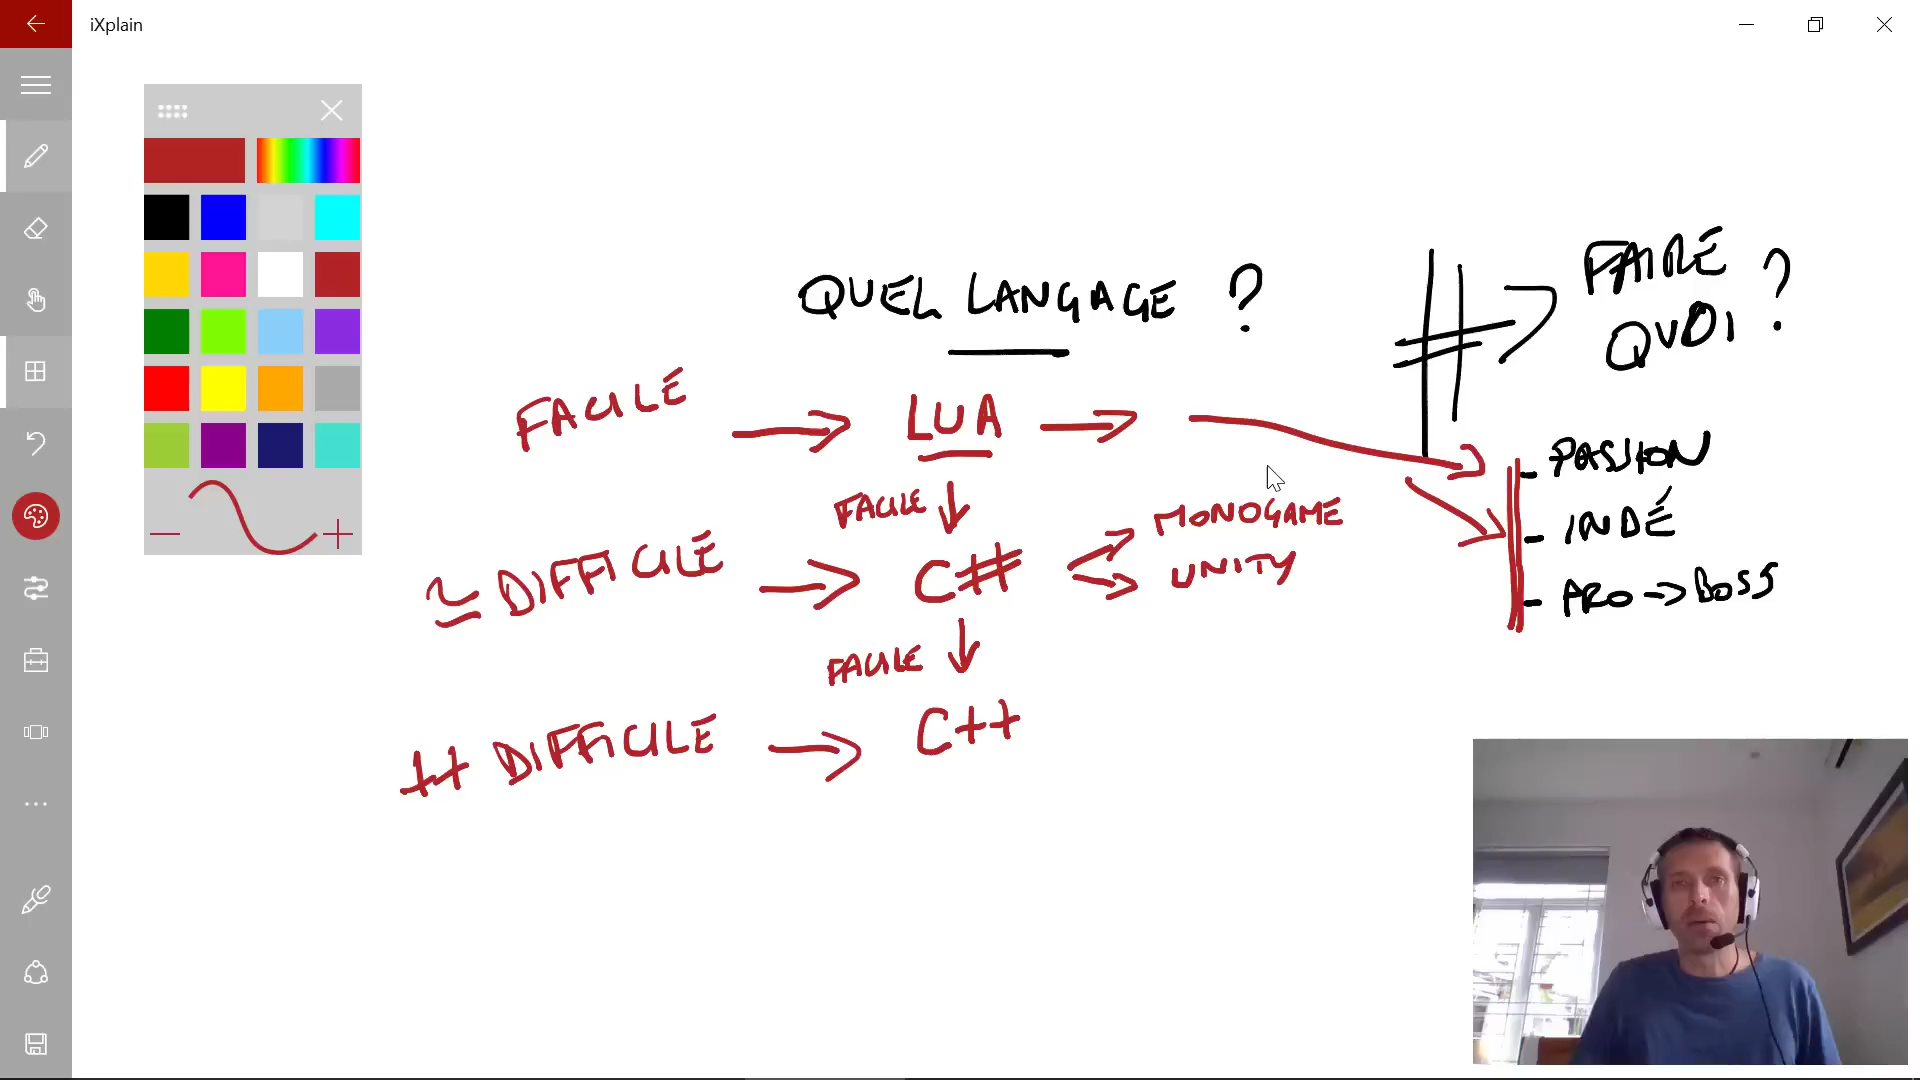 iXplain
QUEL LANGAGE ?
FAIRE
QUOI ?
FACILE → LUA →
- PASSION
FACILE ↓
MONOGAME
- INDÉ
≅ DIFFICILE → C#
UNITY
- PRO → BOSS
FACILE ↓
++ DIFFICILE → C++